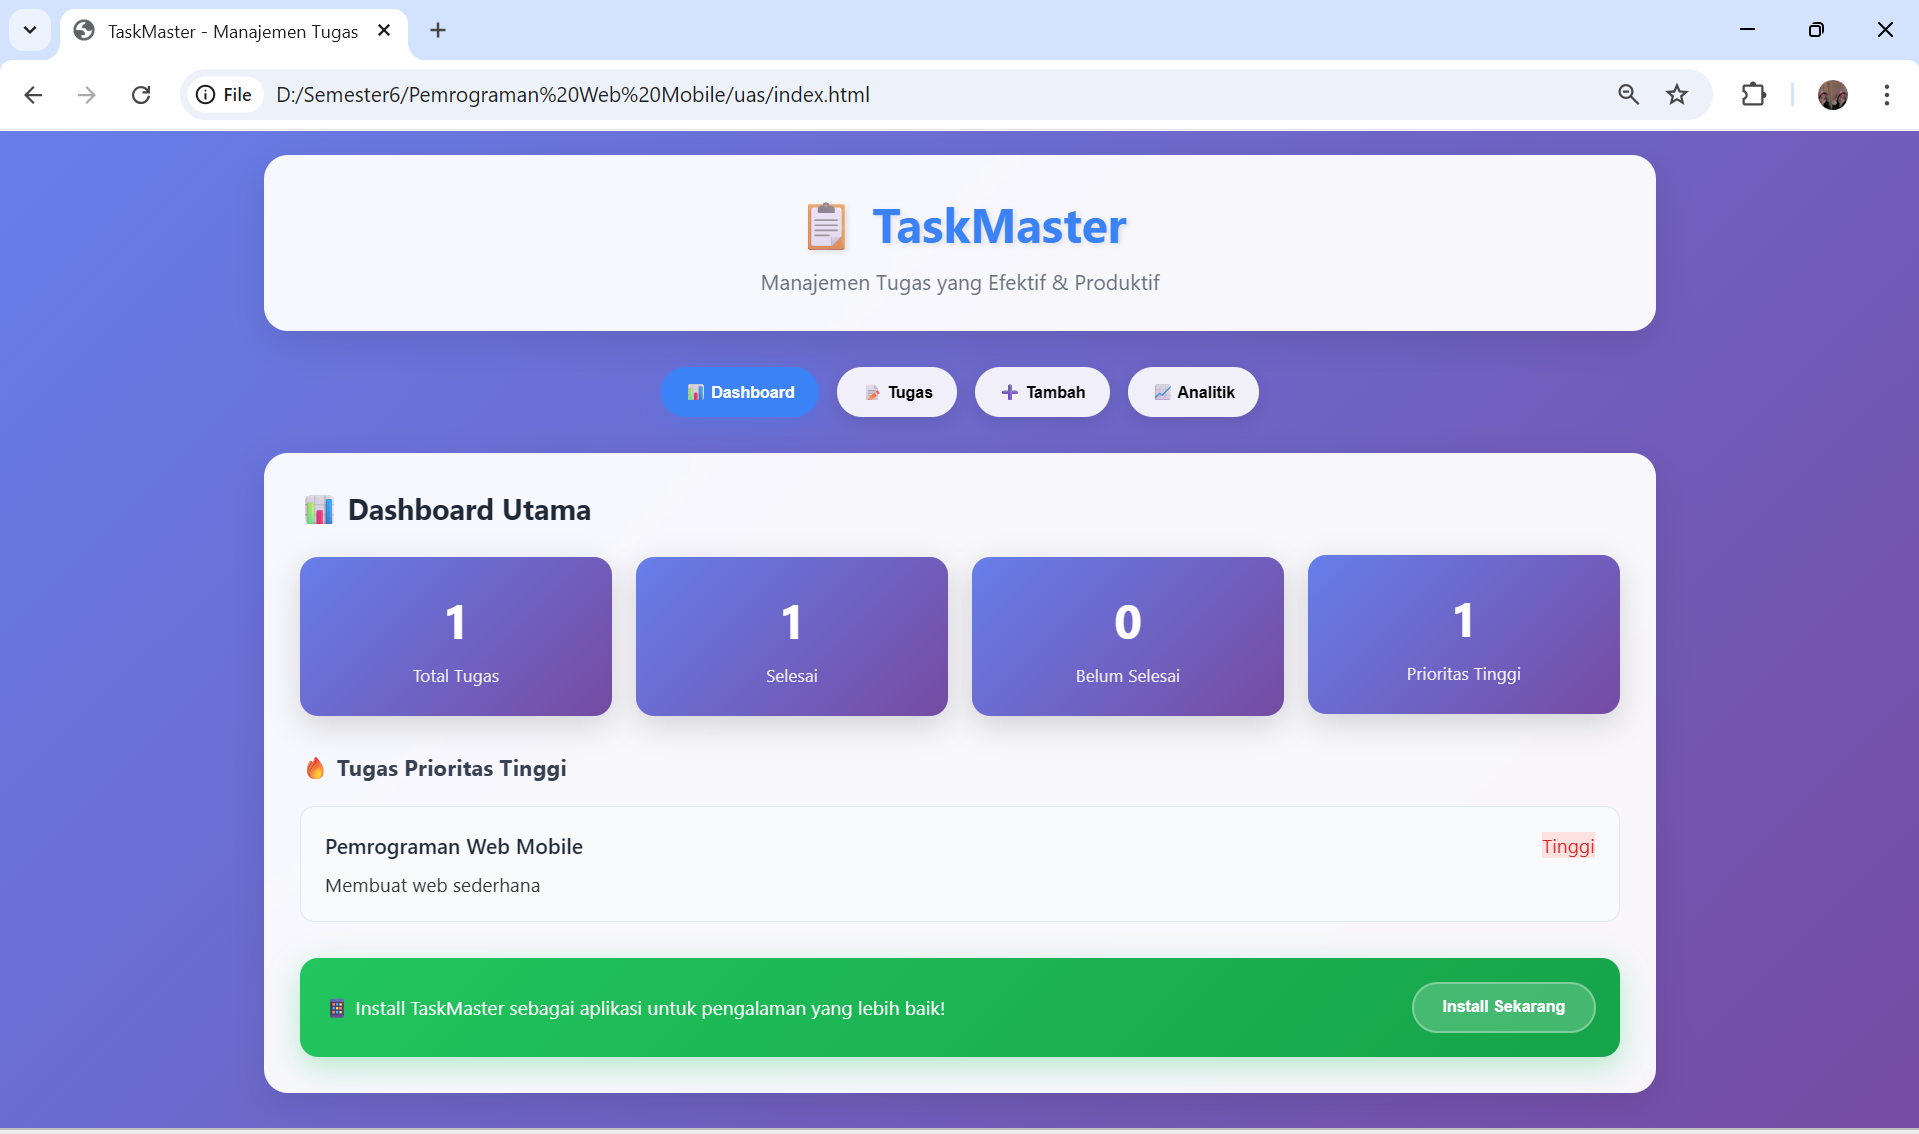 TaskMaster - Manajemen Tugas
File D:/Semester6/Pemrograman%20Web%20Mobile/uas/index.html
TaskMaster
Manajemen Tugas yang Efektif & Produktif
Dashboard Tugas Tambah Analitik
Dashboard Utama
1 1 0 1
Total Tugas Selesai Belum Selesai Prioritas Tinggi
Tugas Prioritas Tinggi
Pemrograman Web Mobile Tinggi
Membuat web sederhana
Install TaskMaster sebagai aplikasi untuk pengalaman yang lebih baik! Install Sekarang